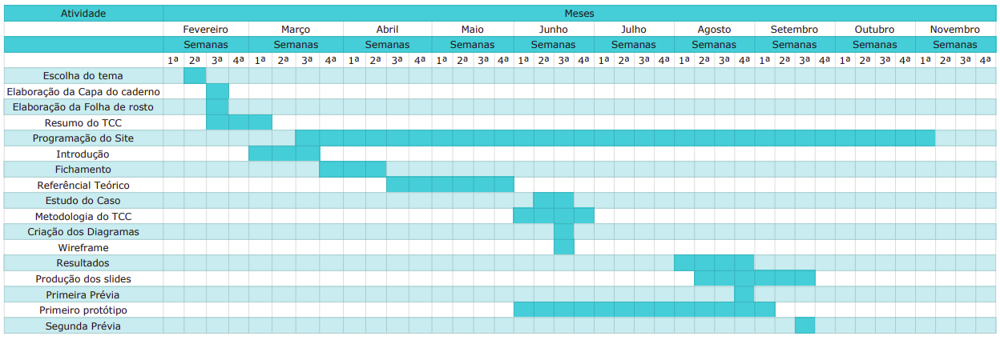 Atividade Meses
Fevereiro Março Abril Maio Junho Julho Agosto Setembro Outubro Novembro
Semanas Semanas Semanas Semanas Semanas Semanas Semanas Semanas Semanas Semanas
1ª 2ª 3ª 4ª 1ª 2ª 3ª 4ª 1ª 2ª 3ª 4ª 1ª 2ª 3ª 4ª 1ª 2ª 3ª 4ª 1ª 2ª 3ª 4ª 1ª 2ª 3ª 4ª 1ª 2ª 3ª 4ª 1ª 2ª 3ª 4ª 1ª 2ª 3ª 4ª
Escolha do tema
Elaboração da Capa do caderno
Elaboração da Folha de rosto
Resumo do TCC
Programação do Site
Introdução
Fichamento
Referêncial Teórico
Estudo do Caso
Metodologia do TCC
Criação dos Diagramas
Wireframe
Resultados
Produção dos slides
Primeira Prévia
Primeiro protótipo
Segunda Prévia